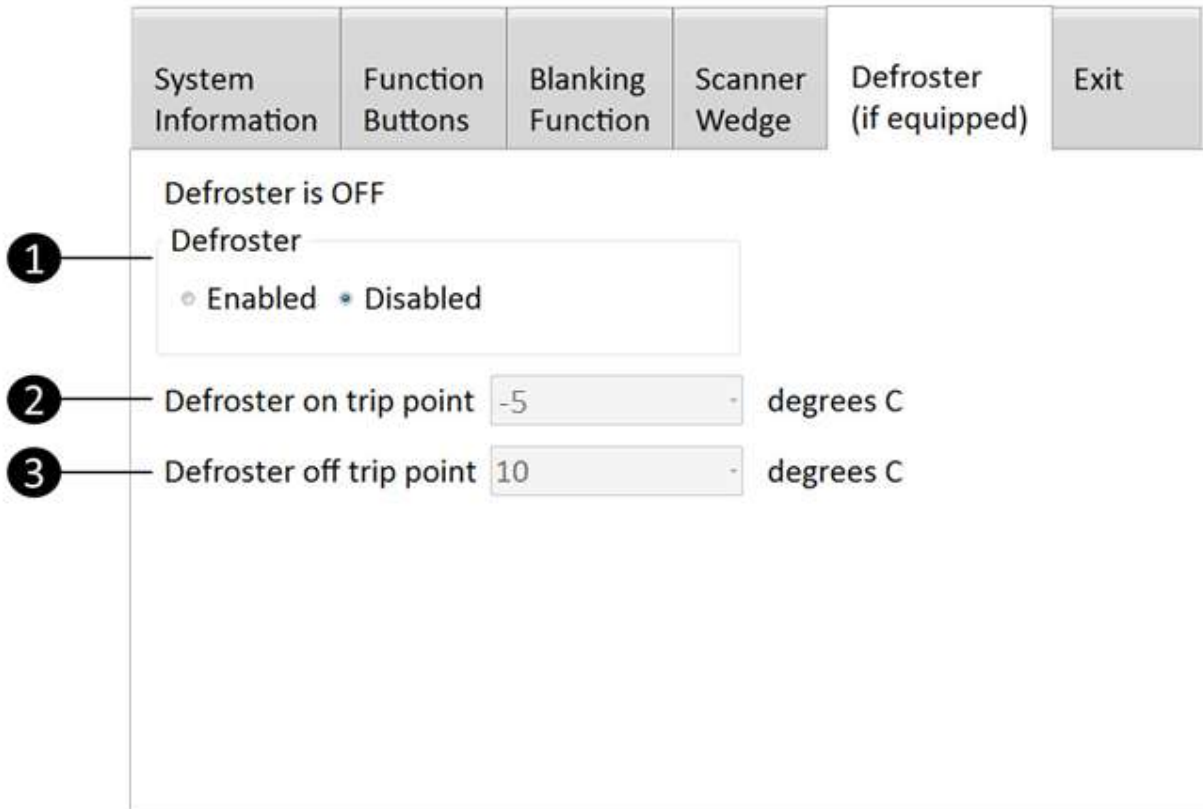 System Information
Function Buttons
Blanking Function
Scanner Wedge
Defroster (if equipped)
Exit
Defroster is OFF
1
Defroster
Enabled Disabled
2 Defroster on trip point -5 degrees C
3 Defroster off trip point 10 degrees C